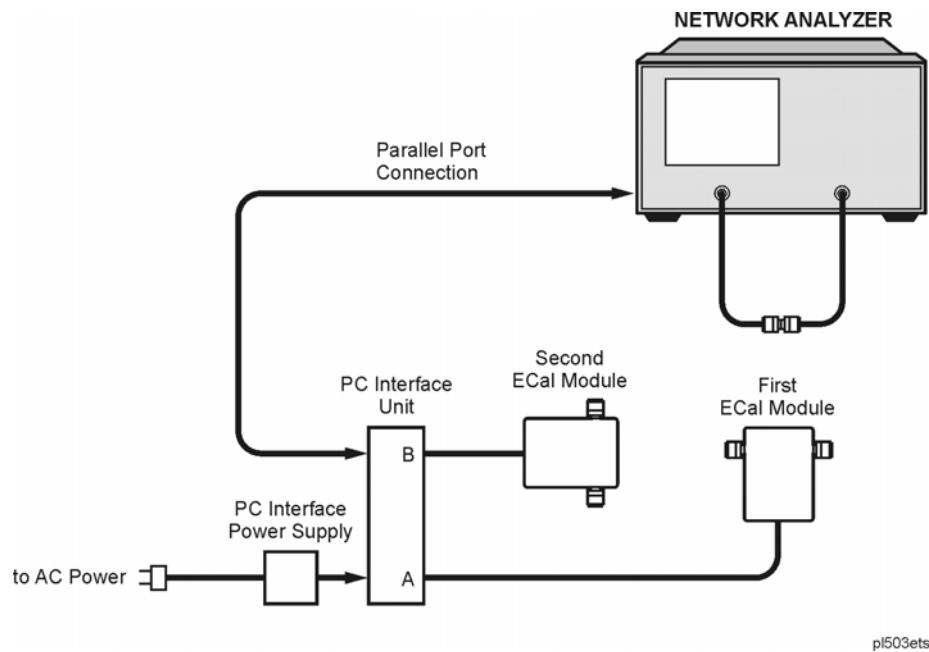 NETWORK ANALYZER
Parallel Port
Connection
Second
ECal Module
First
ECal Module
PC Interface
Unit
B
PC Interface
Power Supply
A
to AC Power
pl503ets